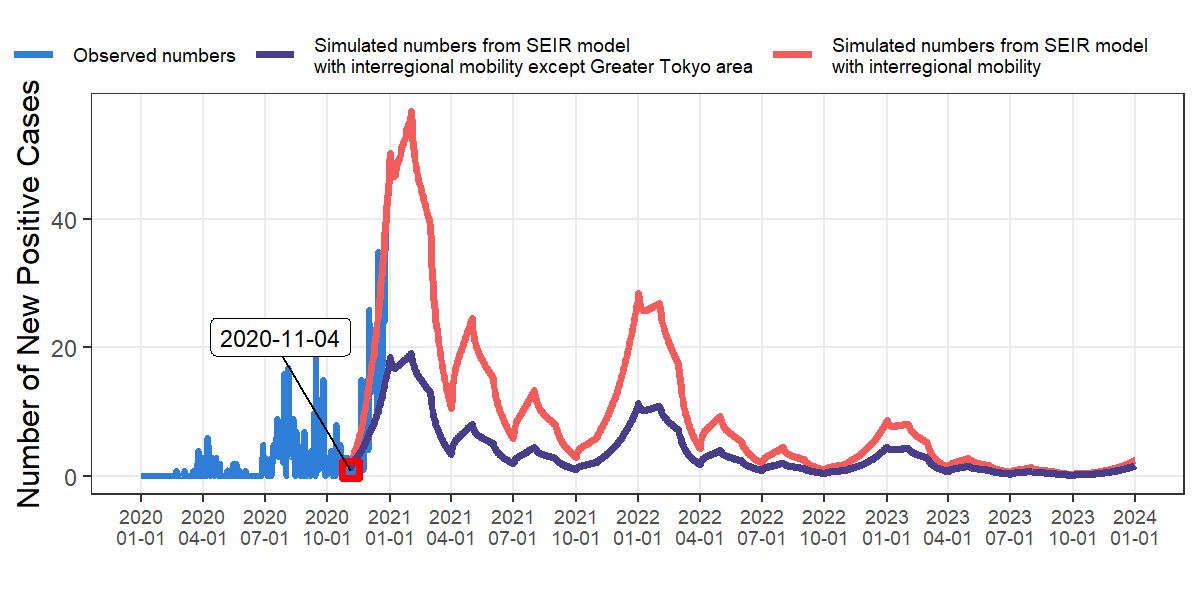 Observed numbers
Simulated numbers from SEIR model
with interregional mobility except Greater Tokyo area
Simulated numbers from SEIR model
with interregional mobility
Number of New Positive Cases
40
20
0
2020-11-04
2020 2020 2020 2020 2021 2021 2021 2021 2022 2022 2022 2022 2023 2023 2023 2023 2024
01-01 04-01 07-01 10-01 01-01 04-01 07-01 10-01 01-01 04-01 07-01 10-01 01-01 04-01 07-01 10-01 01-01